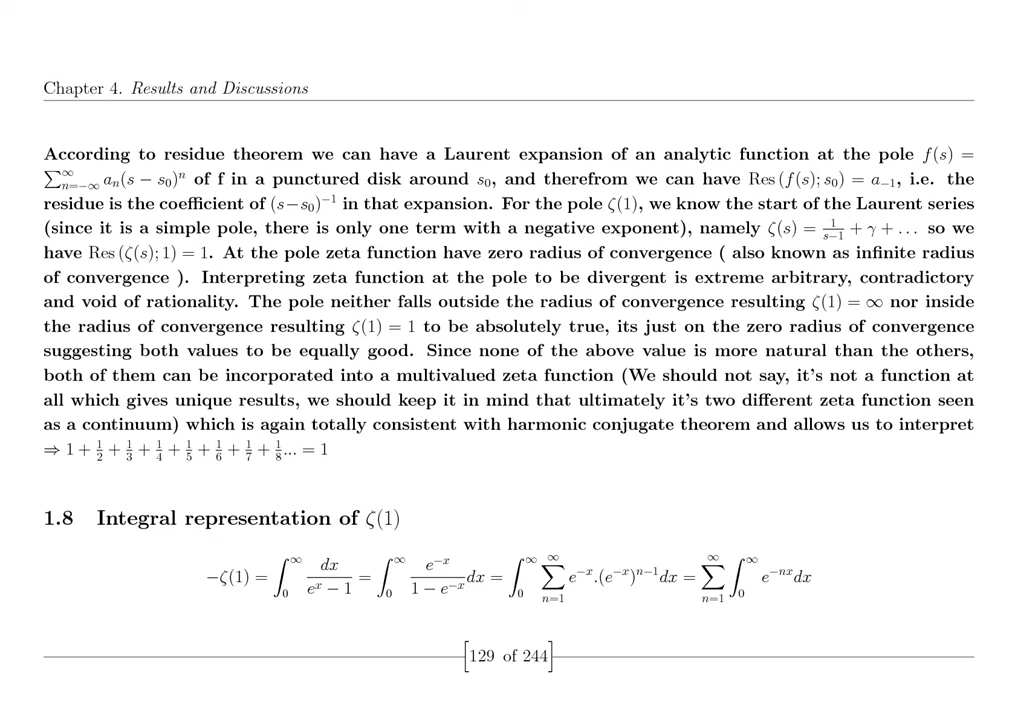 Chapter 4. Results and Discussions
According to residue theorem we can have a Laurent expansion of an analytic function at the pole f(s) =
∑_{n=−∞}^{∞} a_n(s − s_0)^n of f in a punctured disk around s_0, and therefrom we can have Res (f(s); s_0) = a_{−1}, i.e. the
residue is the coefficient of (s−s_0)^{−1} in that expansion. For the pole ζ(1), we know the start of the Laurent series
(since it is a simple pole, there is only one term with a negative exponent), namely ζ(s) = 1/(s−1) + γ + . . . so we
have Res (ζ(s); 1) = 1. At the pole zeta function have zero radius of convergence ( also known as infinite radius
of convergence ). Interpreting zeta function at the pole to be divergent is extreme arbitrary, contradictory
and void of rationality. The pole neither falls outside the radius of convergence resulting ζ(1) = ∞ nor inside
the radius of convergence resulting ζ(1) = 1 to be absolutely true, its just on the zero radius of convergence
suggesting both values to be equally good. Since none of the above value is more natural than the others,
both of them can be incorporated into a multivalued zeta function (We should not say, it's not a function at
all which gives unique results, we should keep it in mind that ultimately it's two different zeta function seen
as a continuum) which is again totally consistent with harmonic conjugate theorem and allows us to interpret
⇒ 1 + 1/2 + 1/3 + 1/4 + 1/5 + 1/6 + 1/7 + 1/8 ... = 1
1.8 Integral representation of ζ(1)
−ζ(1) = ∫_0^∞ dx/(e^x − 1) = ∫_0^∞ e^{−x}/(1 − e^{−x}) dx = ∫_0^∞ ∑_{n=1}^∞ e^{−x}.(e^{−x})^{n−1}dx = ∑_{n=1}^∞ ∫_0^∞ e^{−nx}dx
[129 of 244]